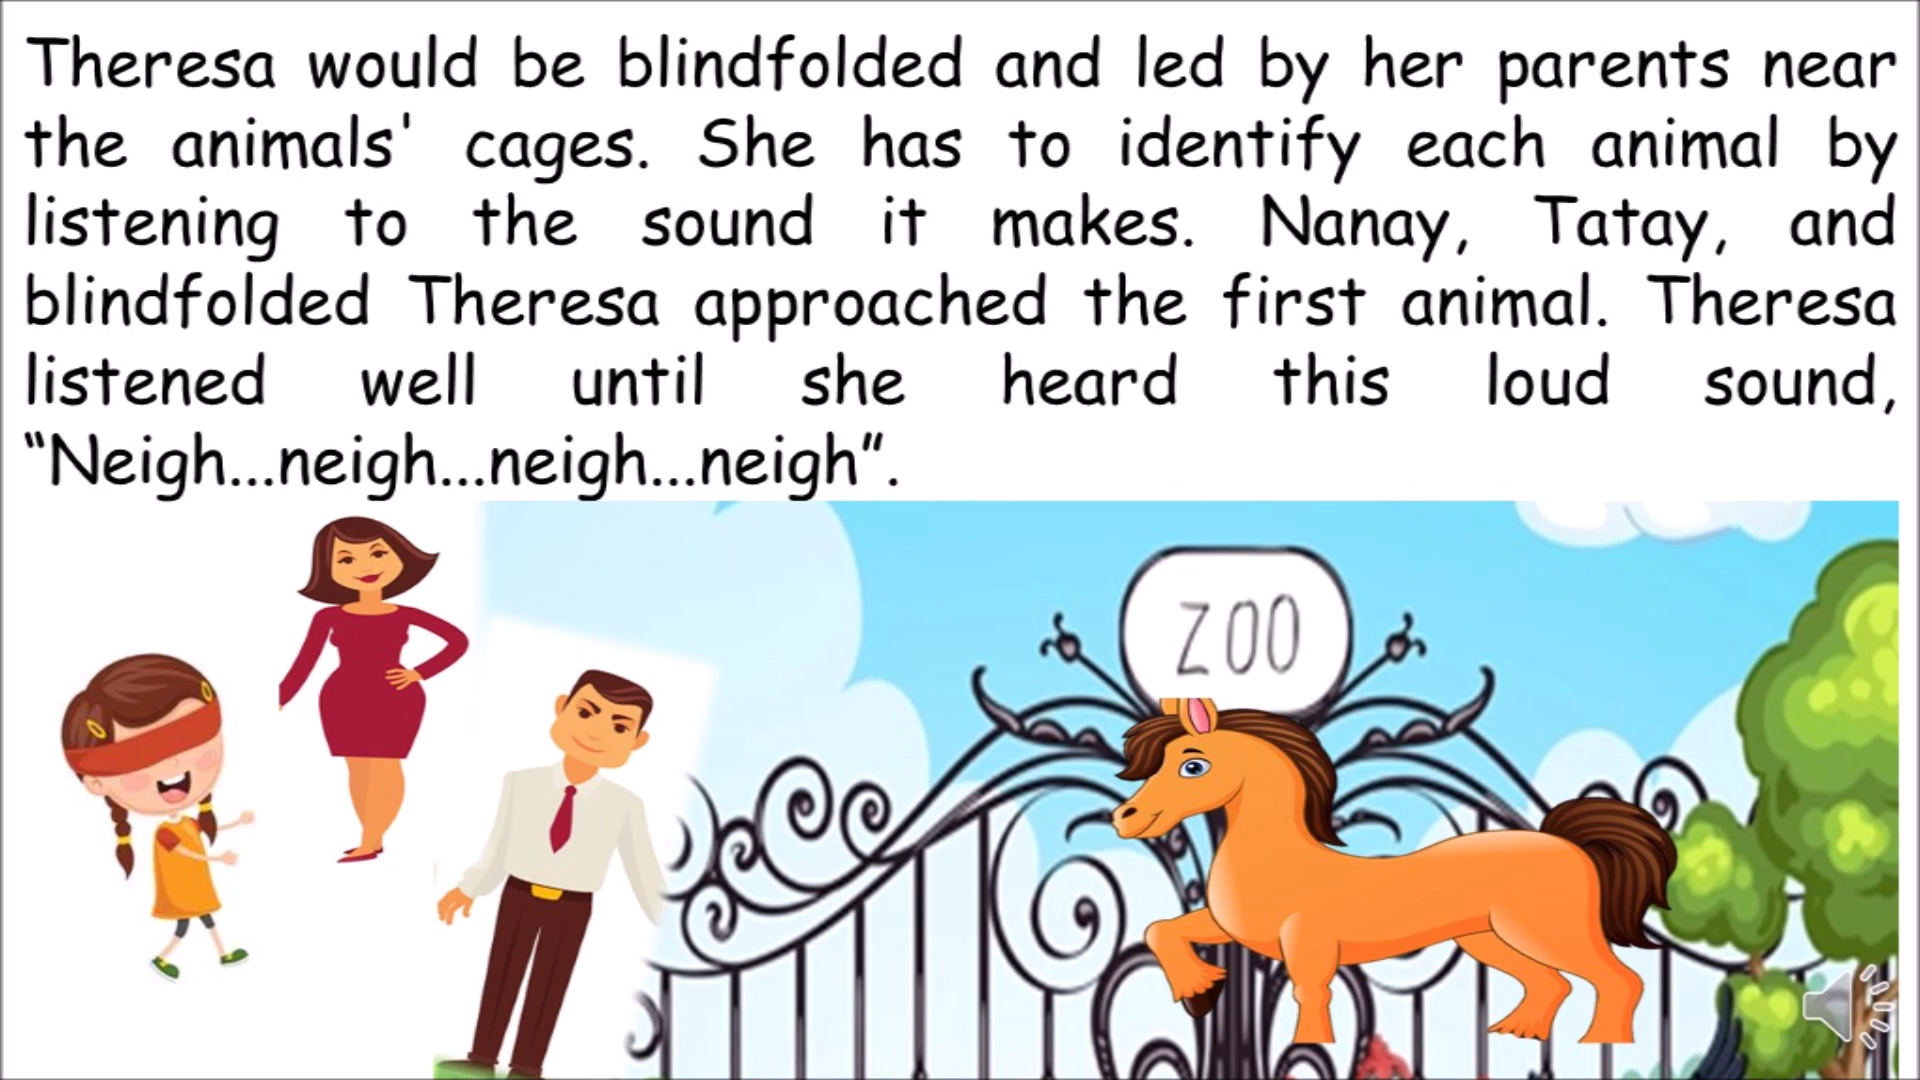 Theresa would be blindfolded and led by her parents near
the animals' cages. She has to identify each animal by
listening to the sound it makes. Nanay, Tatay, and
blindfolded Theresa approached the first animal. Theresa
listened well until she heard this loud sound,
“Neigh...neigh...neigh...neigh”.
ZOO